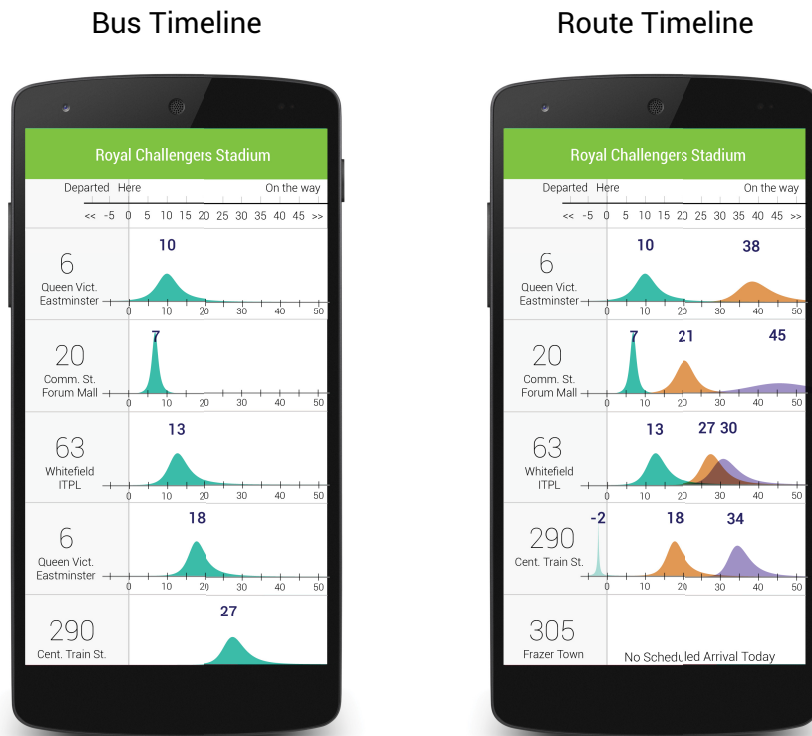 Bus Timeline
Royal Challengers Stadium
Departed Here On the way
<< -5 0 5 10 15 20 25 30 35 40 45 >>
10
6
Queen Vict.
Eastminster
0 10 20 30 40 50
7
20
Comm. St.
Forum Mall
0 10 20 30 40 50
13
63
Whitefield
ITPL
0 10 20 30 40 50
18
6
Queen Vict.
Eastminster
0 10 20 30 40 50
27
290
Cent. Train St.
Route Timeline
Royal Challengers Stadium
Departed Here On the way
<< -5 0 5 10 15 20 25 30 35 40 45 >>
10 38
6
Queen Vict.
Eastminster
0 10 20 30 40 50
7 21 45
20
Comm. St.
Forum Mall
0 10 20 30 40 50
13 27 30
63
Whitefield
ITPL
0 10 20 30 40 50
-2 18 34
290
Cent. Train St.
0 10 20 30 40 50
305
Frazer Town
No Scheduled Arrival Today